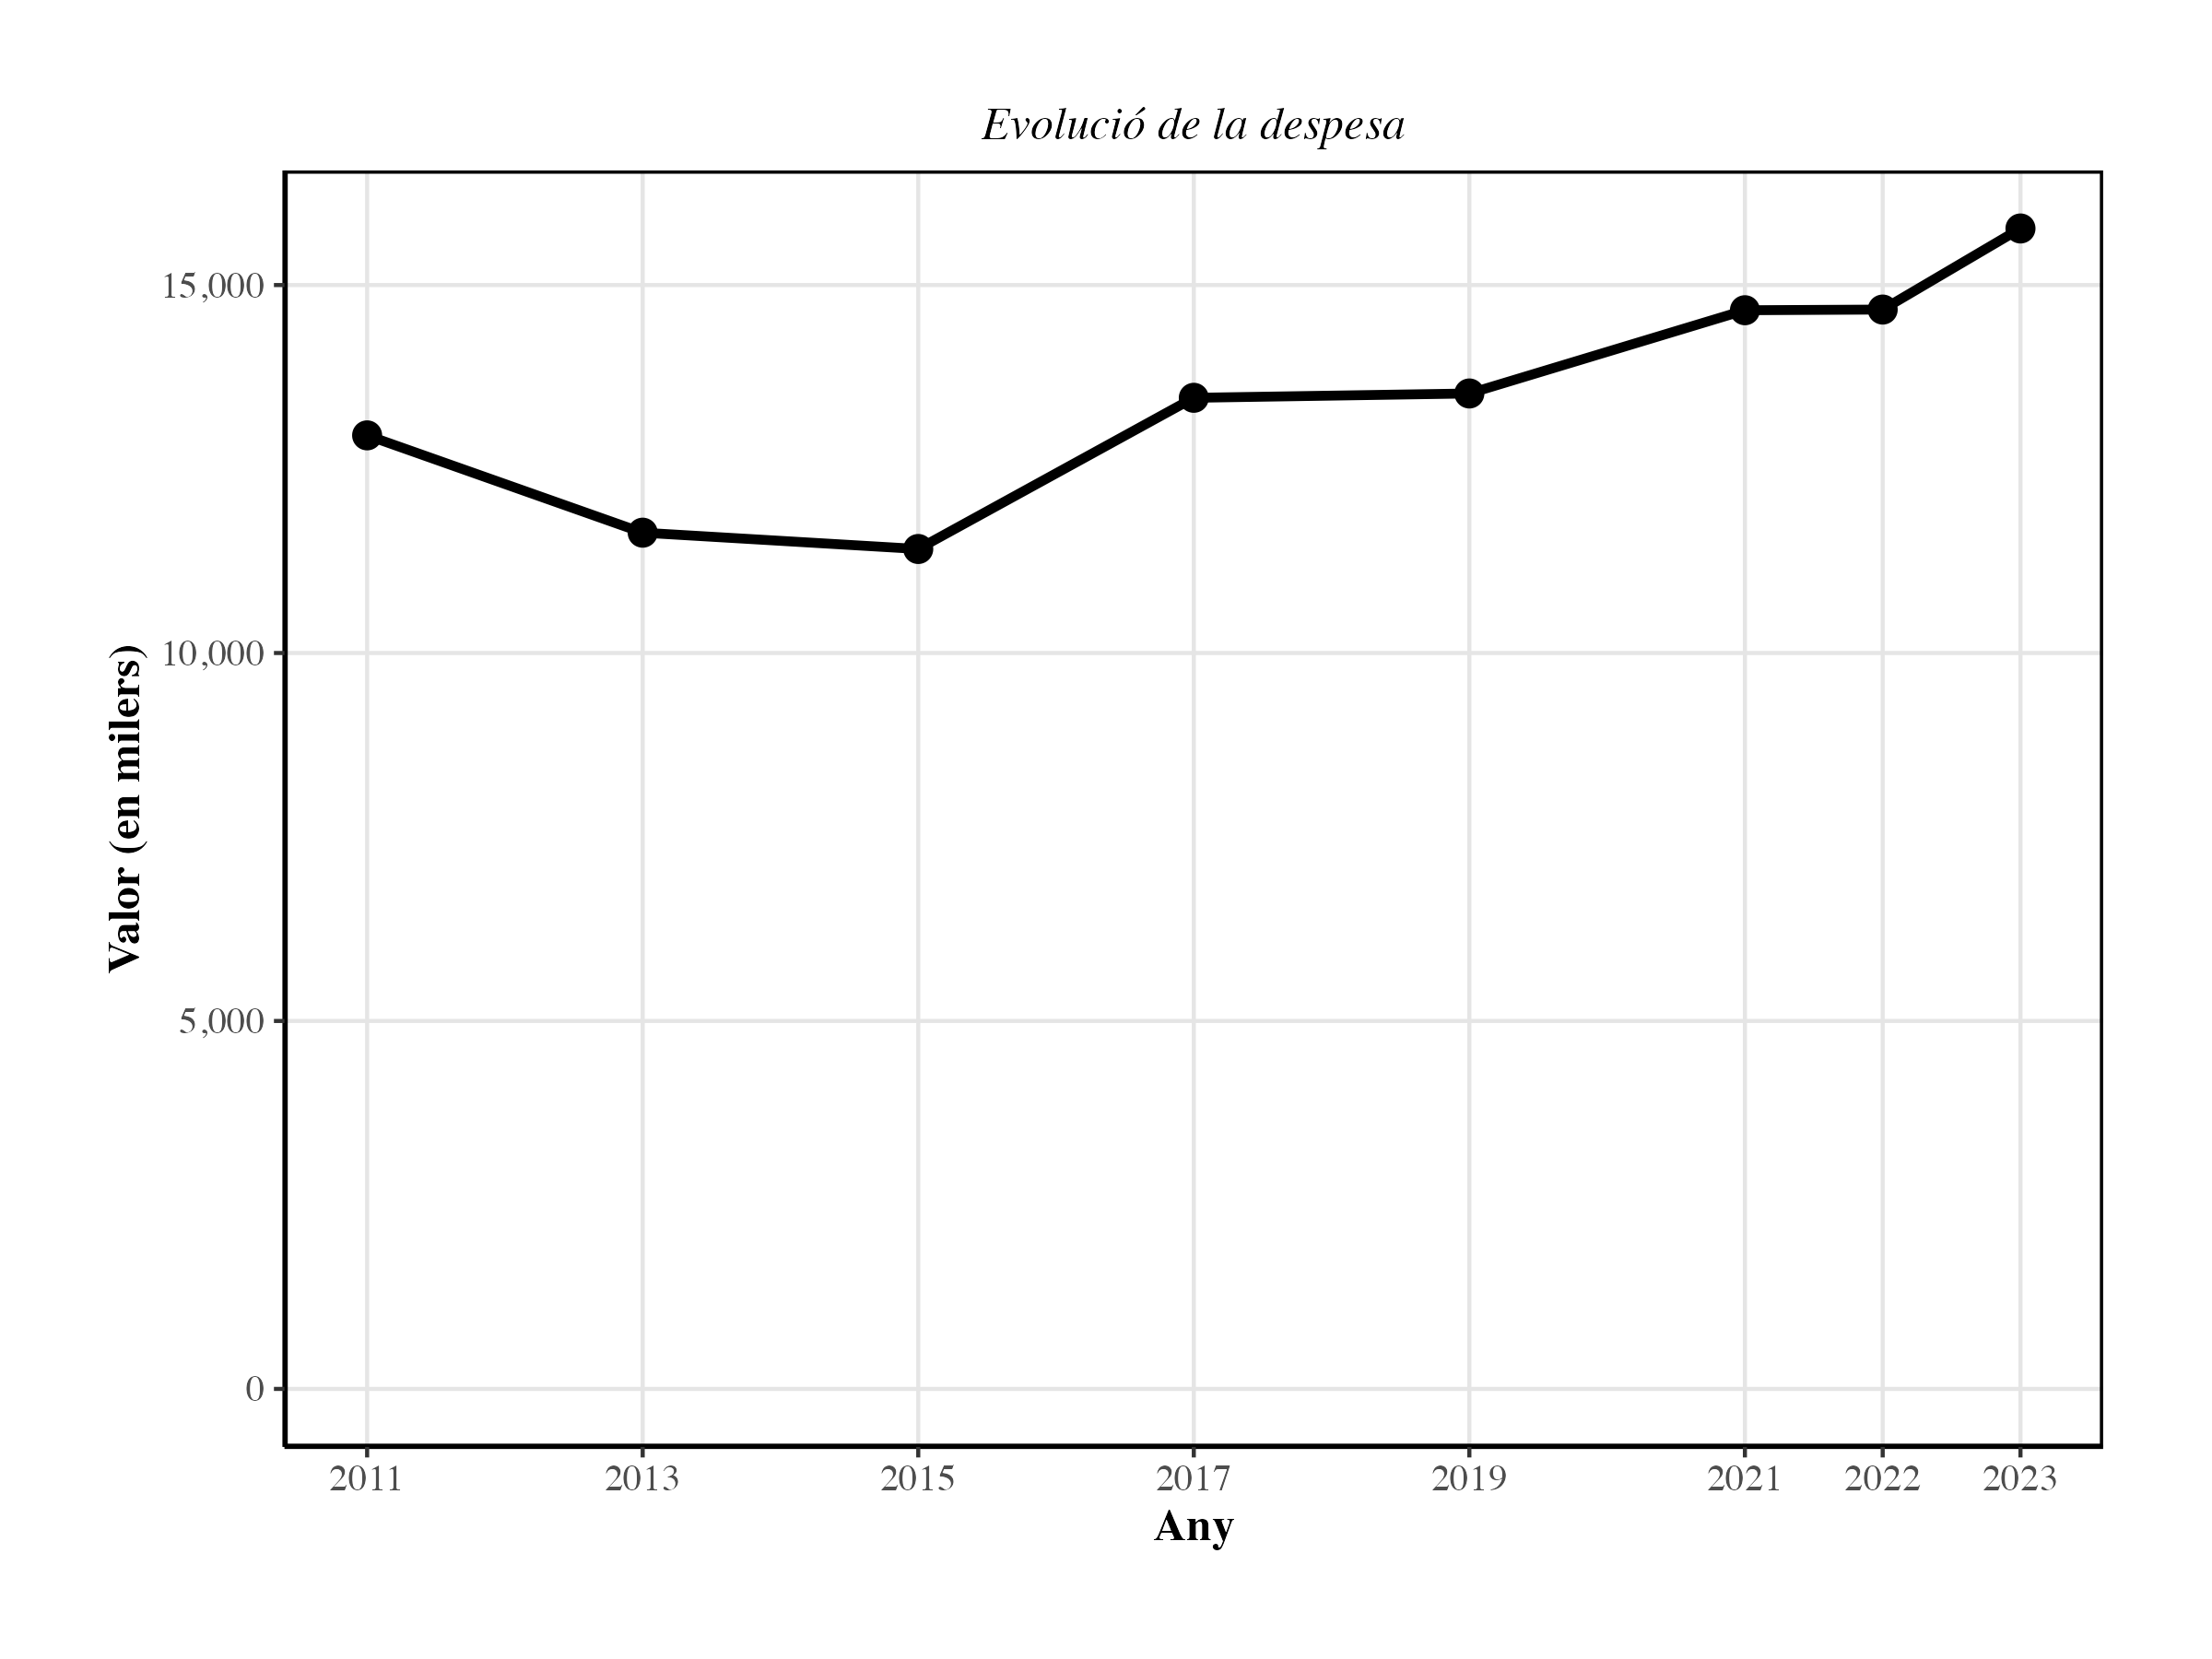 Evolució de la despesa
Valor (en milers)
15,000
10,000
5,000
0
2011 2013 2015 2017 2019 2021 2022 2023
Any